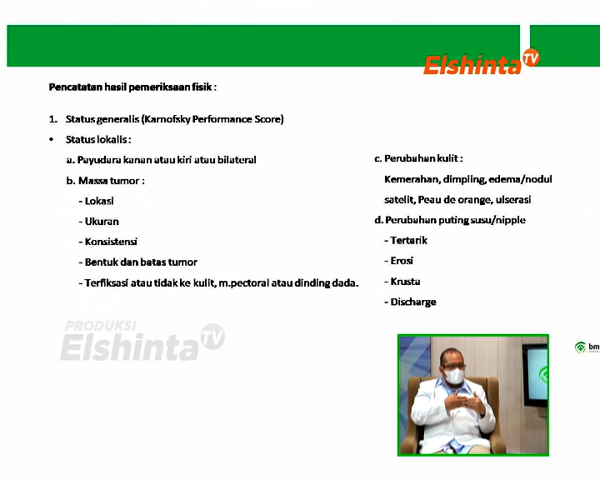 Elshinta TV
Pencatatan hasil pemeriksaan fisik :
1. Status generalis (Karnofsky Performance Score)
• Status lokalis :
a. Payudara kanan atau kiri atau bilateral
b. Massa tumor :
- Lokasi
- Ukuran
- Konsistensi
- Bentuk dan batas tumor
- Terfiksasi atau tidak ke kulit, m.pectoral atau dinding dada.
c. Perubahan kulit :
Kemerahan, dimpling, edema/nodul
satelit, Peau de orange, ulserasi
d. Perubahan puting susu/nipple
- Tertarik
- Erosi
- Krusta
- Discharge
PRODUKSI
Elshinta TV
bm